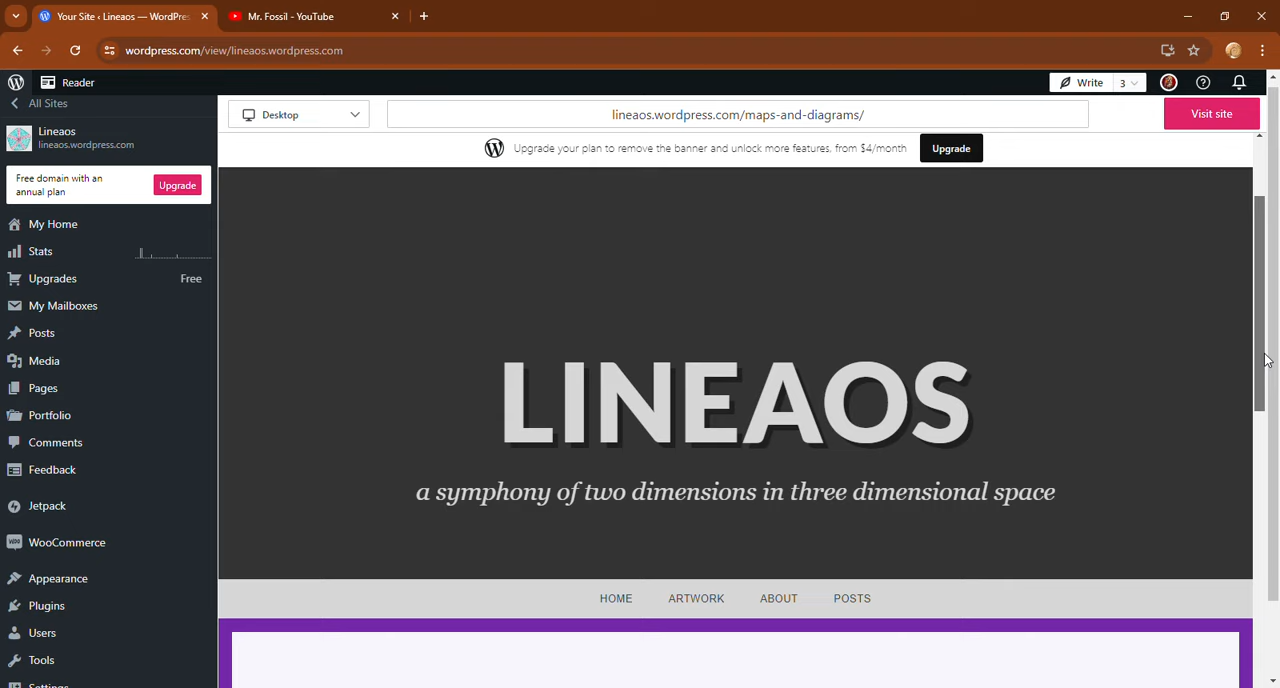 Your Site ‹ Lineaos — WordPres
Mr. Fossil - YouTube
wordpress.com/view/lineaos.wordpress.com
Reader
Write
3
All Sites
Lineaos
lineaos.wordpress.com
Free domain with an
annual plan
Upgrade
My Home
Stats
Upgrades
Free
My Mailboxes
Posts
Media
Pages
Portfolio
Comments
Feedback
Jetpack
WooCommerce
Appearance
Plugins
Users
Tools
Settings
Desktop
lineaos.wordpress.com/maps-and-diagrams/
Visit site
Upgrade your plan to remove the banner and unlock more features, from $4/month
Upgrade
LINEAOS
a symphony of two dimensions in three dimensional space
HOME
ARTWORK
ABOUT
POSTS